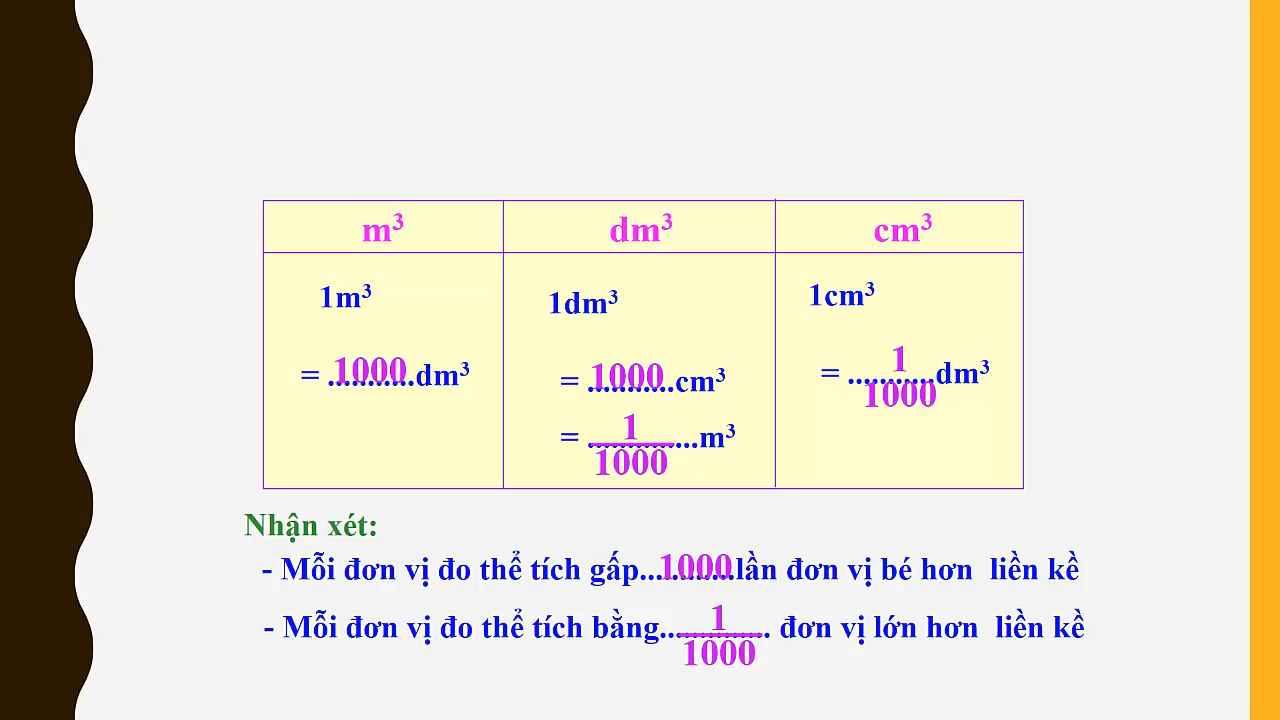 m³ dm³ cm³
1m³ 1dm³ 1cm³
= ...1000...dm³ = ...1000...cm³ = ...1/1000...dm³
= ...1/1000...m³
Nhận xét:
- Mỗi đơn vị đo thể tích gấp...1000...lần đơn vị bé hơn liền kề
- Mỗi đơn vị đo thể tích bằng...1/1000... đơn vị lớn hơn liền kề